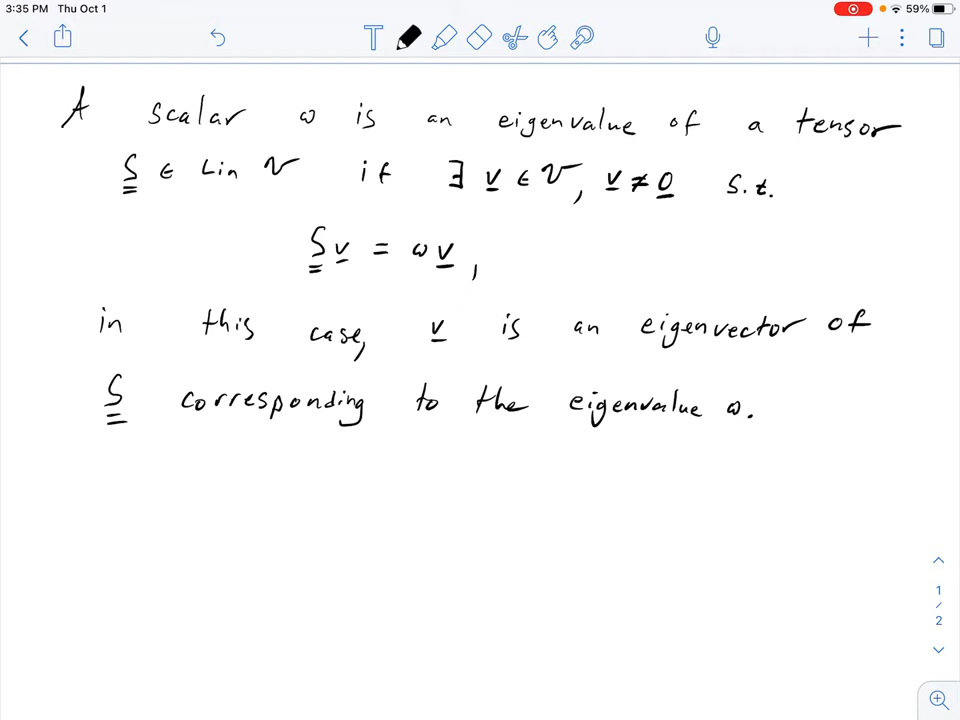 3:35 PM Thu Oct 1
59%
T
A scalar ω is an eigenvalue of a tensor
S̳ ∈ Lin 𝒱 if ∃ v̲ ∈ 𝒱, v̲ ≠ 0̲ s.t.
S̳v̲ = ωv̲,
in this case, v̲ is an eigenvector of
S̳ corresponding to the eigenvalue ω.
1
/
2